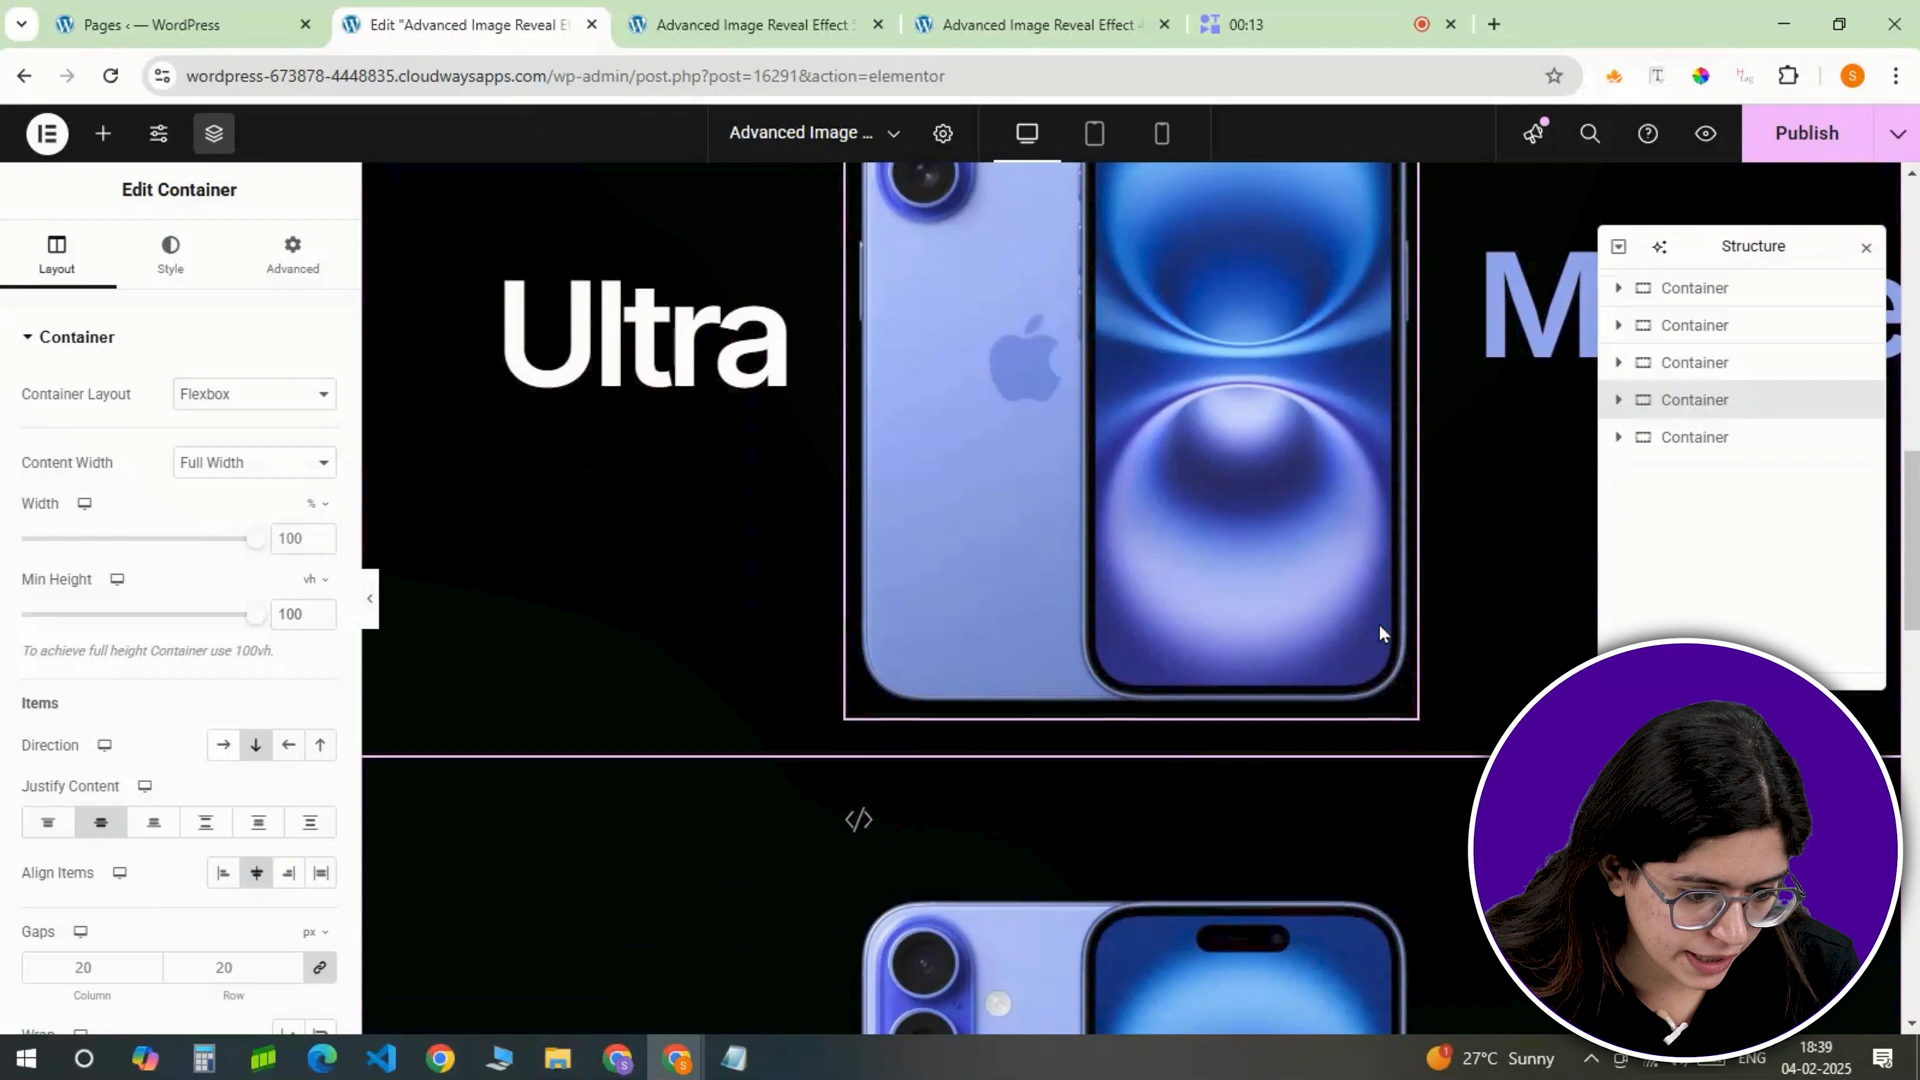 Pages ‹ — WordPress
Edit "Advanced Image Reveal Ef
Advanced Image Reveal Effect 5
Advanced Image Reveal Effect 4
00:13
wordpress-673878-4448835.cloudwaysapps.com/wp-admin/post.php?post=16291&action=elementor
S
Advanced Image ...
Publish
Edit Container
Layout
Style
Advanced
Container
Container Layout
Flexbox
Content Width
Full Width
Width
%
100
Min Height
vh
100
To achieve full height Container use 100vh.
Items
Direction
Justify Content
Align Items
Gaps
px
20
20
Column
Row
Wrap
Ultra
M
Structure
Container
Container
Container
Container
Container
27°C Sunny
ENG
18:39
04-02-2025